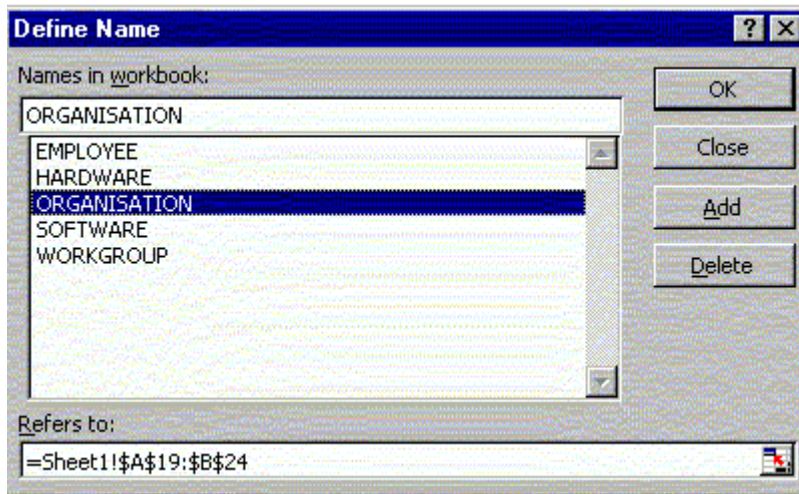 Define Name
Names in workbook:
ORGANISATION
EMPLOYEE
HARDWARE
ORGANISATION
SOFTWARE
WORKGROUP
OK
Close
Add
Delete
Refers to:
=Sheet1!$A$19:$B$24